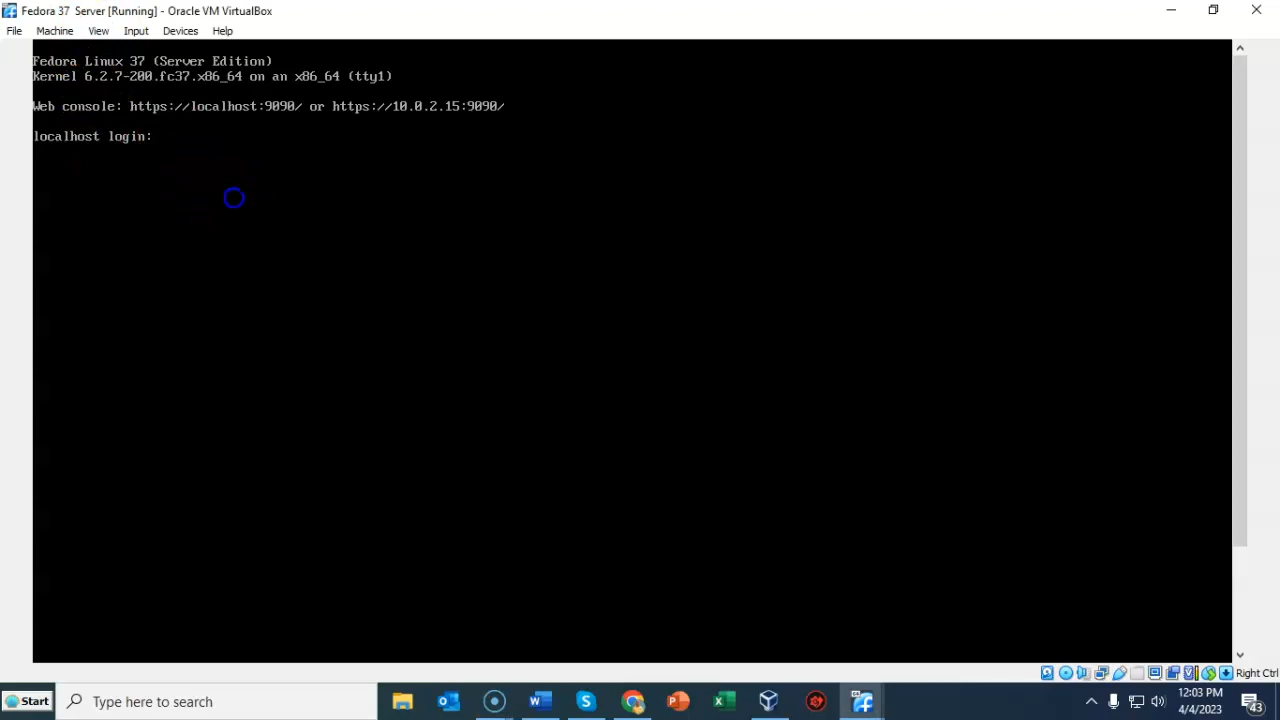 Fedora 37 Server [Running] - Oracle VM VirtualBox
File Machine View Input Devices Help
Fedora Linux 37 (Server Edition)
Kernel 6.2.7-200.fc37.x86_64 on an x86_64 (tty1)
Web console: https://localhost:9090/ or https://10.0.2.15:9090/
localhost login:
Right Ctrl
Start
Type here to search
12:03 PM
4/4/2023
43